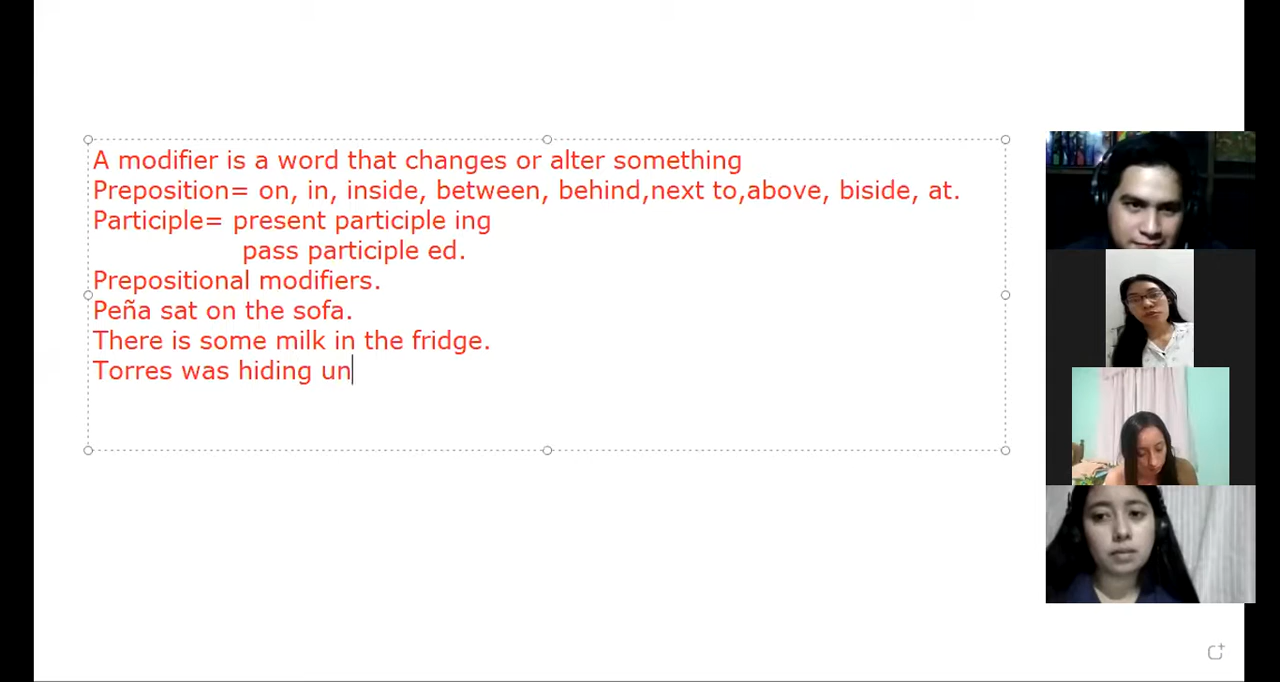 A modifier is a word that changes or alter something
Preposition= on, in, inside, between, behind,next to,above, biside, at.
Participle= present participle ing
pass participle ed.
Prepositional modifiers.
Peña sat on the sofa.
There is some milk in the fridge.
Torres was hiding un